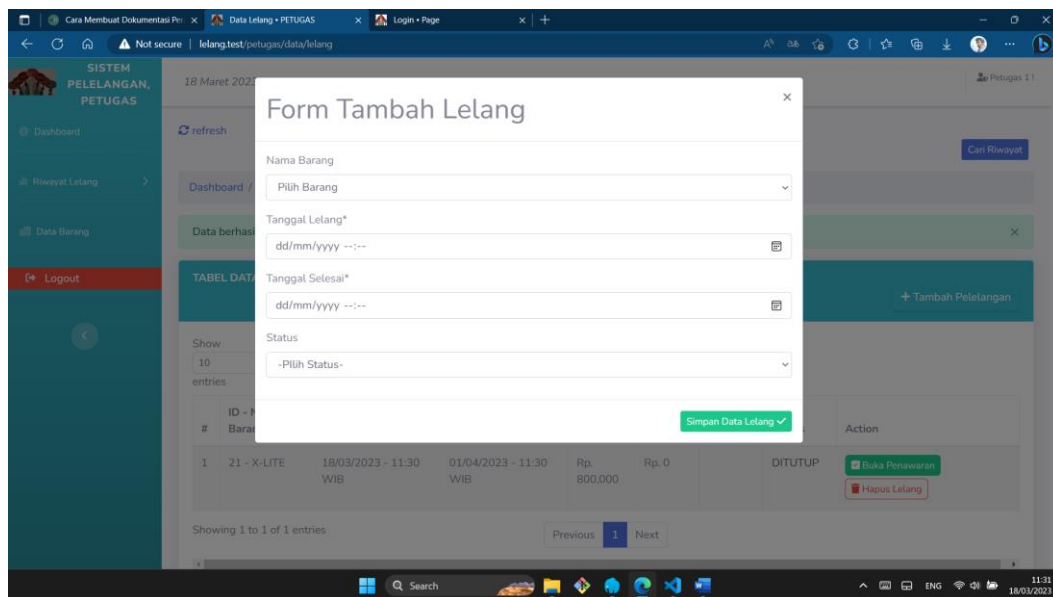 Cara Membuat Dokumentasi Per
Data Lelang • PETUGAS
Login • Page
Not secure | lelang.test/petugas/data/lelang
SISTEM
PELELANGAN,
PETUGAS
18 Maret 2023
Petugas 1 !
Dashboard
refresh
Cari Riwayat
Riwayat Lelang
Dashboard /
Data Barang
Data berhasi
Logout
TABEL DATA
+ Tambah Pelelangan
Form Tambah Lelang
Nama Barang
Pilih Barang
Tanggal Lelang*
dd/mm/yyyy --:--
Tanggal Selesai*
dd/mm/yyyy --:--
Status
-PIlih Status-
Simpan Data Lelang
Show
10
entries
# ID - N
Baran
Action
1 21 - X-LITE 18/03/2023 - 11:30 WIB 01/04/2023 - 11:30 WIB Rp. 800,000 Rp. 0 DITUTUP Buka Penawaran
Hapus Lelang
Showing 1 to 1 of 1 entries
Previous 1 Next
Search
ENG
11:31
18/03/2023